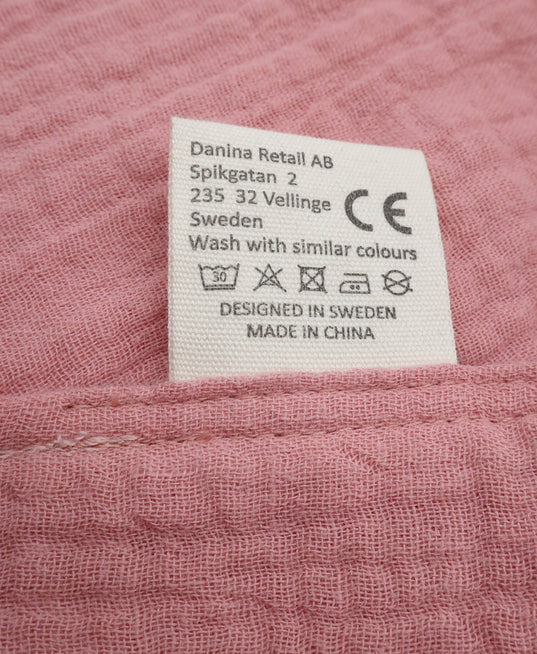 Danina Retail AB
Spikgatan 2
235 32 Vellinge
Sweden
CE
Wash with similar colours
30
DESIGNED IN SWEDEN
MADE IN CHINA